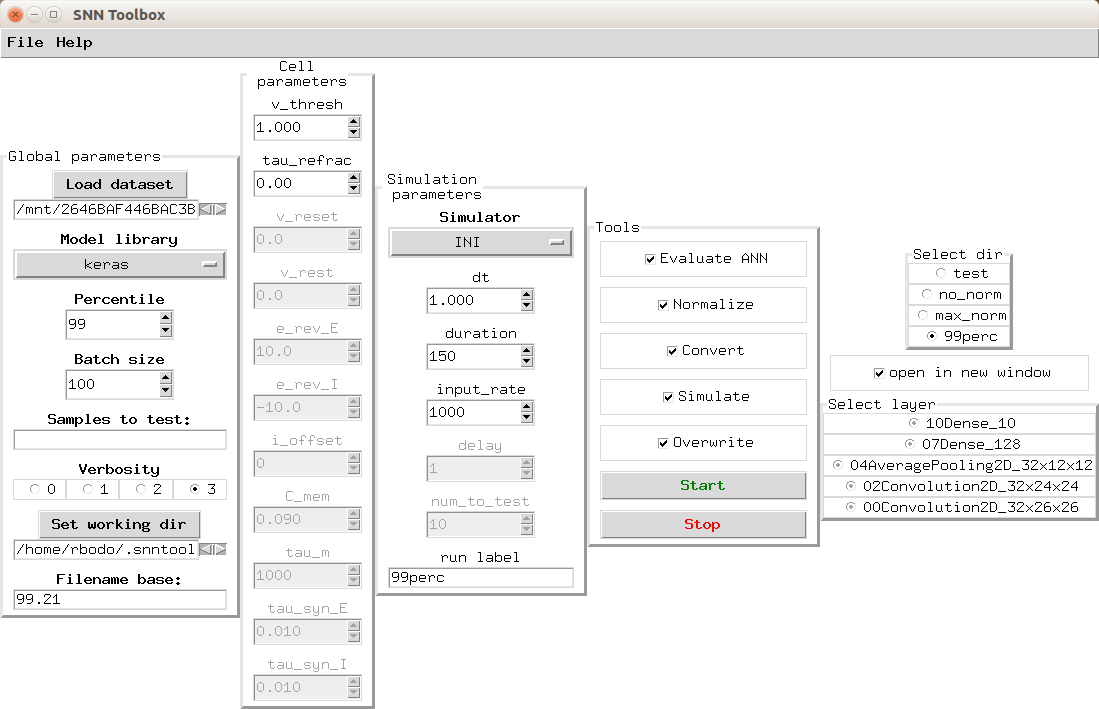 SNN Toolbox
File Help
Global parameters
Load dataset
/mnt/2646BAF446BAC3B
Model library
keras
Percentile
99
Batch size
100
Samples to test:
Verbosity
0 1 2 3
Set working dir
/home/rbodo/.snntool
Filename base:
99.21
Cell
parameters
v_thresh
1.000
tau_refrac
0.00
v_reset
0.0
v_rest
0.0
e_rev_E
10.0
e_rev_I
-10.0
i_offset
0
C_mem
0.090
tau_m
1000
tau_syn_E
0.010
tau_syn_I
0.010
Simulation
parameters
Simulator
INI
dt
1.000
duration
150
input_rate
1000
delay
1
num_to_test
10
run label
99perc
Tools
Evaluate ANN
Normalize
Convert
Simulate
Overwrite
Start
Stop
Select dir
test
no_norm
max_norm
99perc
open in new window
Select layer
10Dense_10
07Dense_128
04AveragePooling2D_32x12x12
02Convolution2D_32x24x24
00Convolution2D_32x26x26